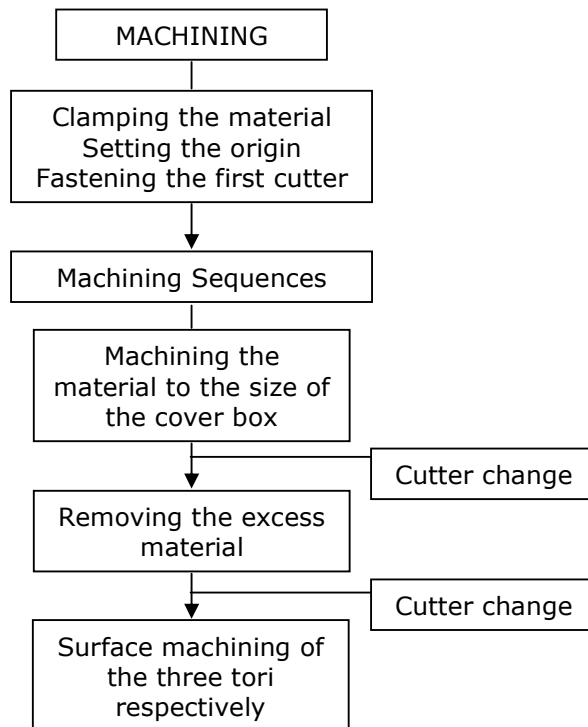 MACHINING
Clamping the material
Setting the origin
Fastening the first cutter
Machining Sequences
Machining the
material to the size of
the cover box
Cutter change
Removing the excess
material
Cutter change
Surface machining of
the three tori
respectively